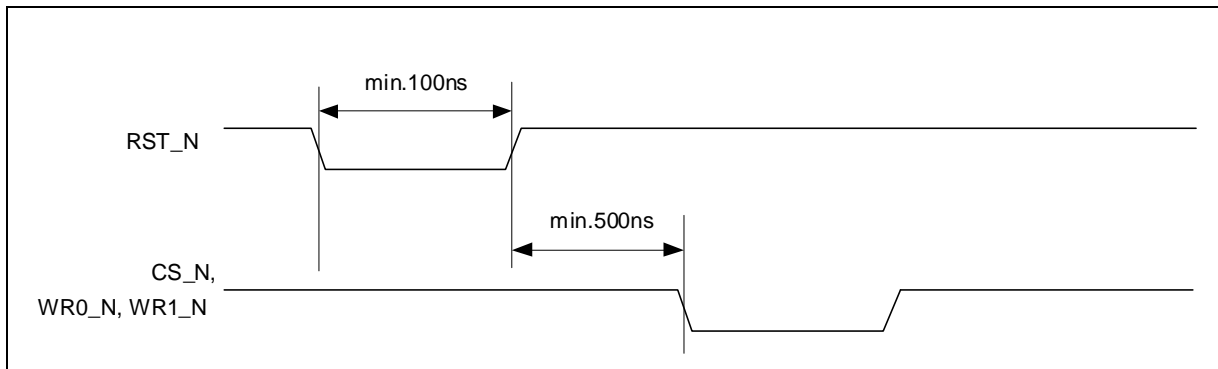 min.100ns
RST_N
min.500ns
CS_N,
WR0_N, WR1_N